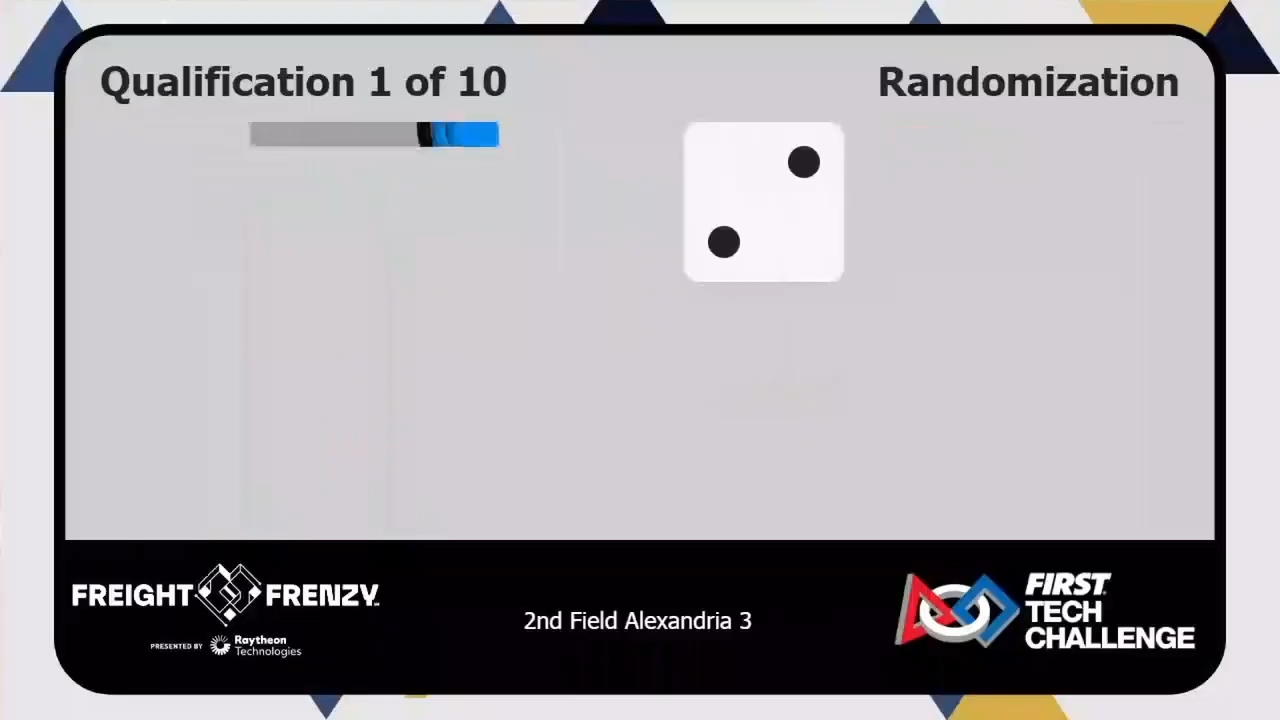 Qualification 1 of 10
Randomization
FREIGHT FRENZY
PRESENTED BY Raytheon Technologies
2nd Field Alexandria 3
FIRST
TECH
CHALLENGE